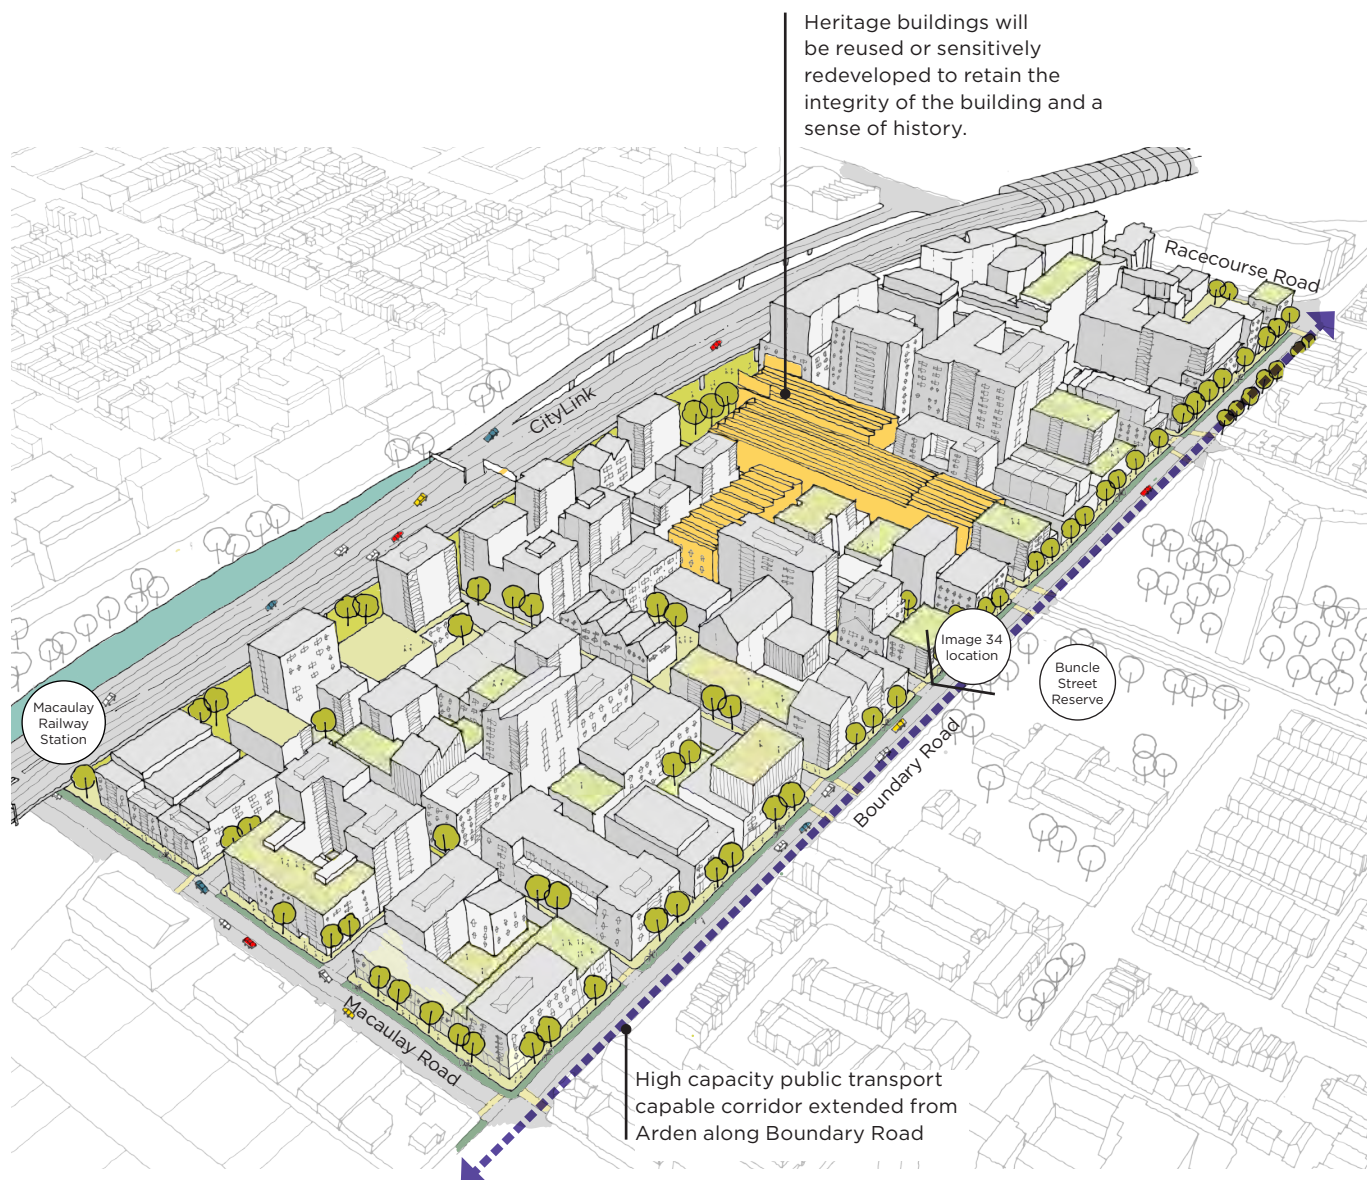 Heritage buildings will
be reused or sensitively
redeveloped to retain the
integrity of the building and a
sense of history.
Racecourse Road
CityLink
Image 34
location
Buncle
Street
Reserve
Macaulay
Railway
Station
Boundary Road
Macaulay Road
High capacity public transport
capable corridor extended from
Arden along Boundary Road